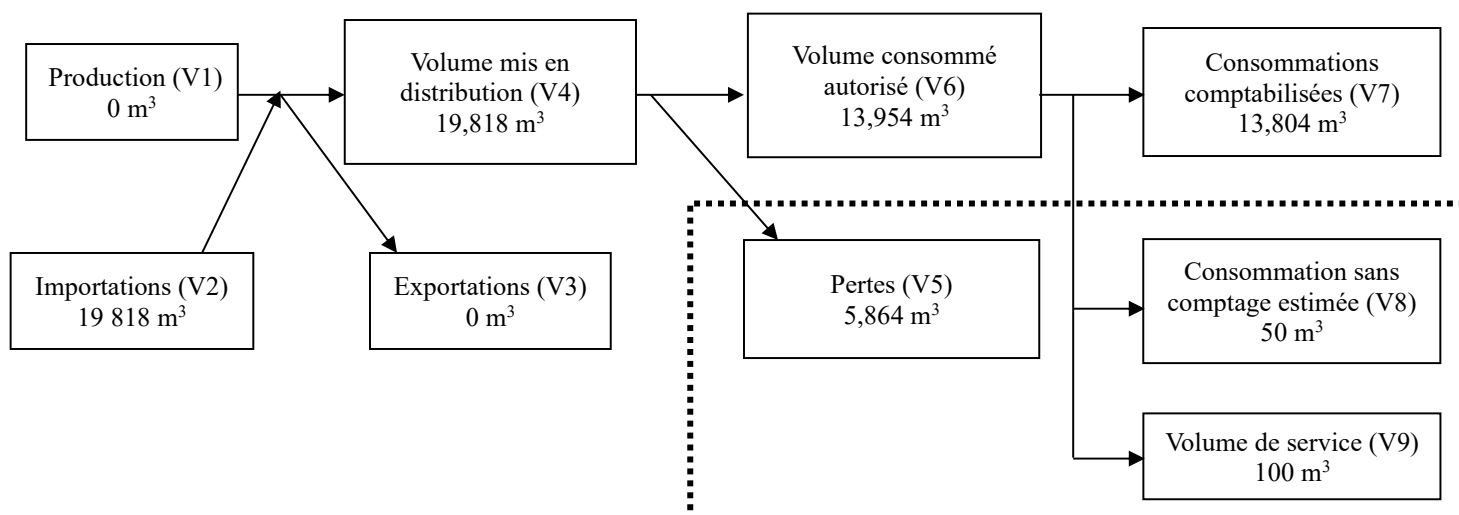 Production (V1)
0 m³
Volume mis en
distribution (V4)
19,818 m³
Volume consommé
autorisé (V6)
13,954 m³
Consommations
comptabilisées (V7)
13,804 m³
Importations (V2)
19 818 m³
Exportations (V3)
0 m³
Pertes (V5)
5,864 m³
Consommation sans
comptage estimée (V8)
50 m³
Volume de service (V9)
100 m³